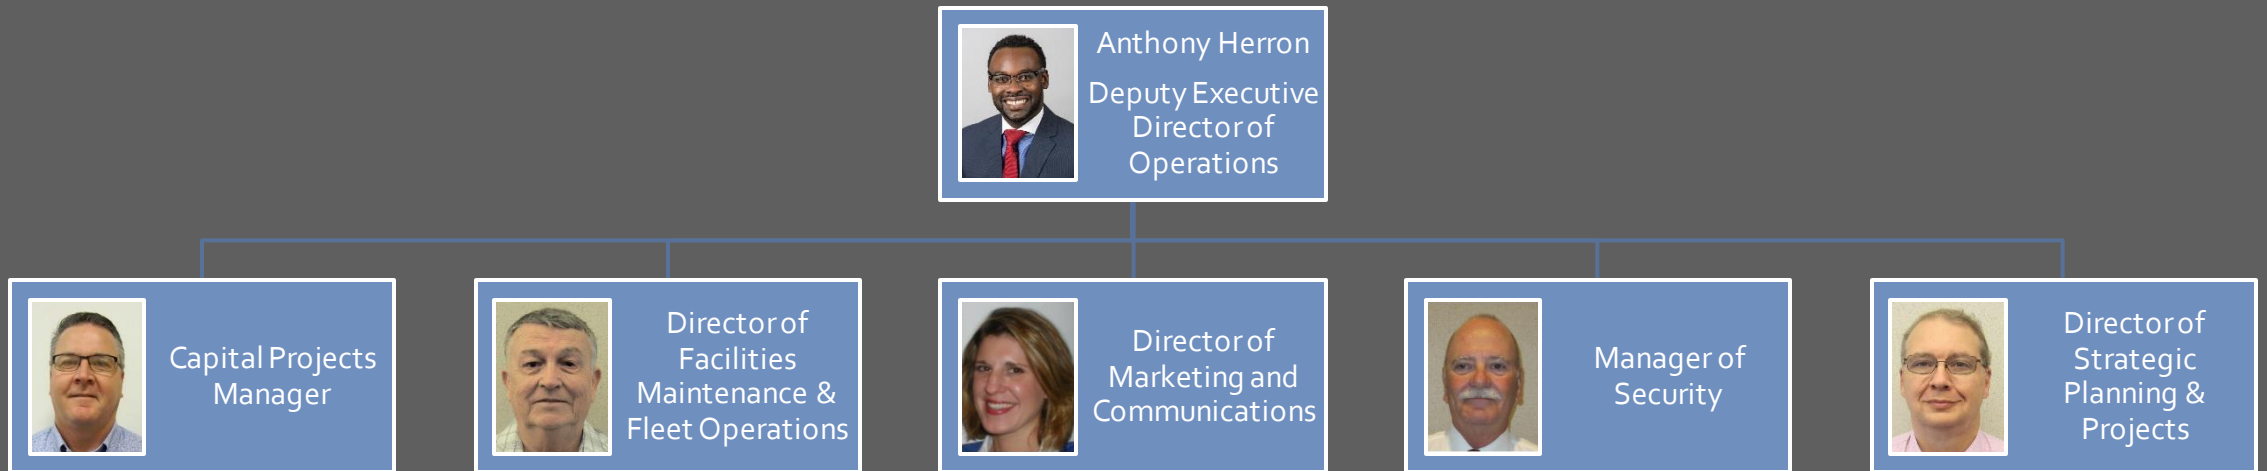 Anthony Herron
Deputy Executive
Director of
Operations
Capital Projects
Manager
Director of
Facilities
Maintenance &
Fleet Operations
Director of
Marketing and
Communications
Manager of
Security
Director of
Strategic
Planning &
Projects